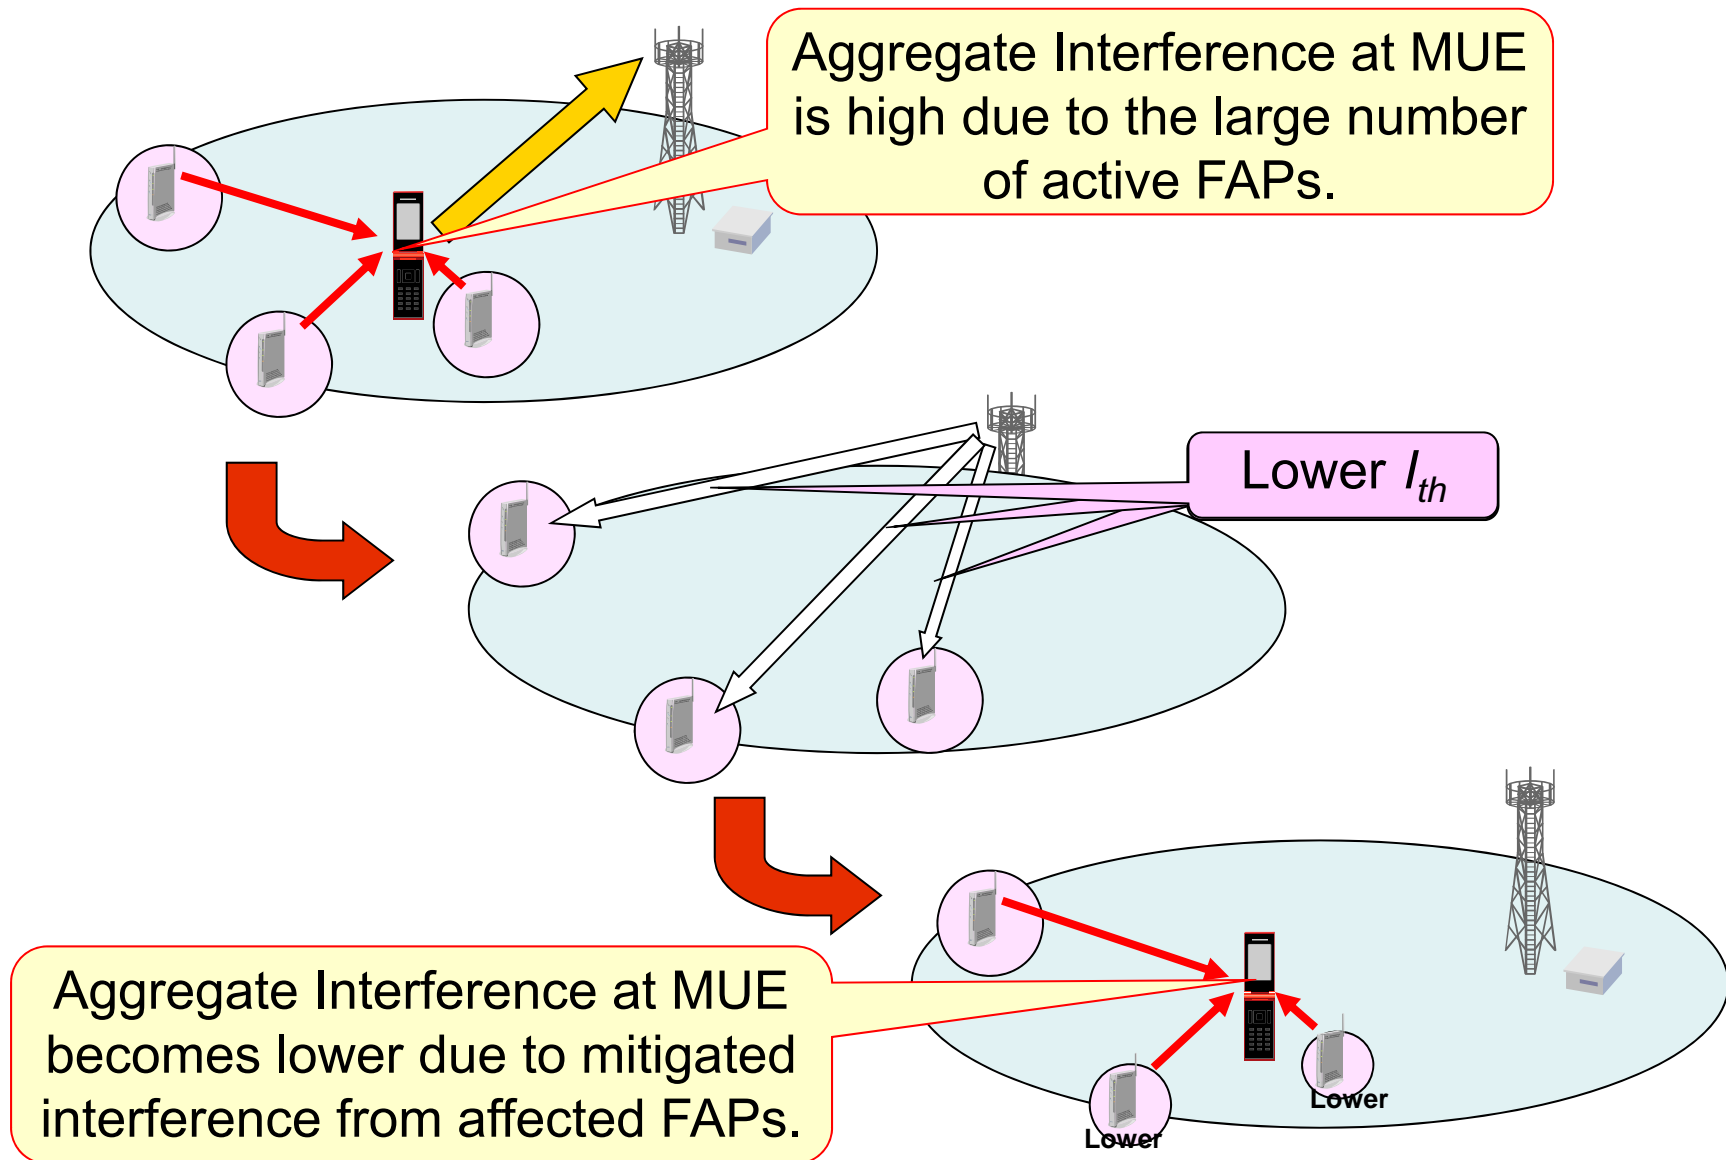 Aggregate Interference at MUE
is high due to the large number
of active FAPs.
Lower I_th
Aggregate Interference at MUE
becomes lower due to mitigated
interference from affected FAPs.
Lower
Lower